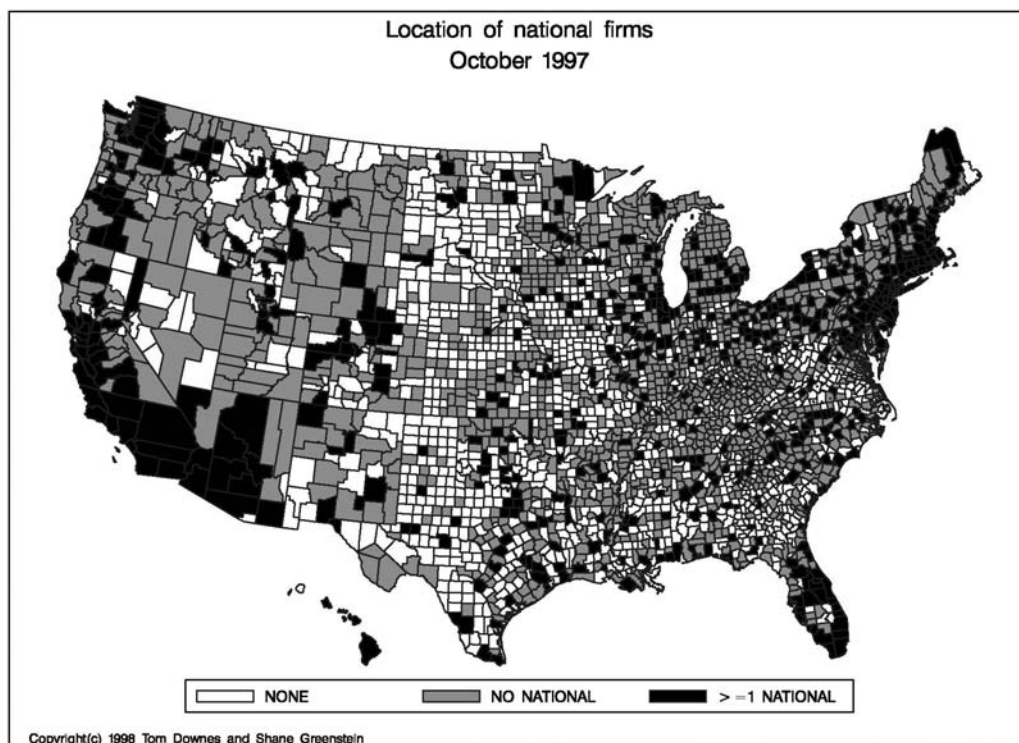 Location of national firms
October 1997
NONE NO NATIONAL > =1 NATIONAL
Copyright(c) 1998 Tom Downes and Shane Greenstein